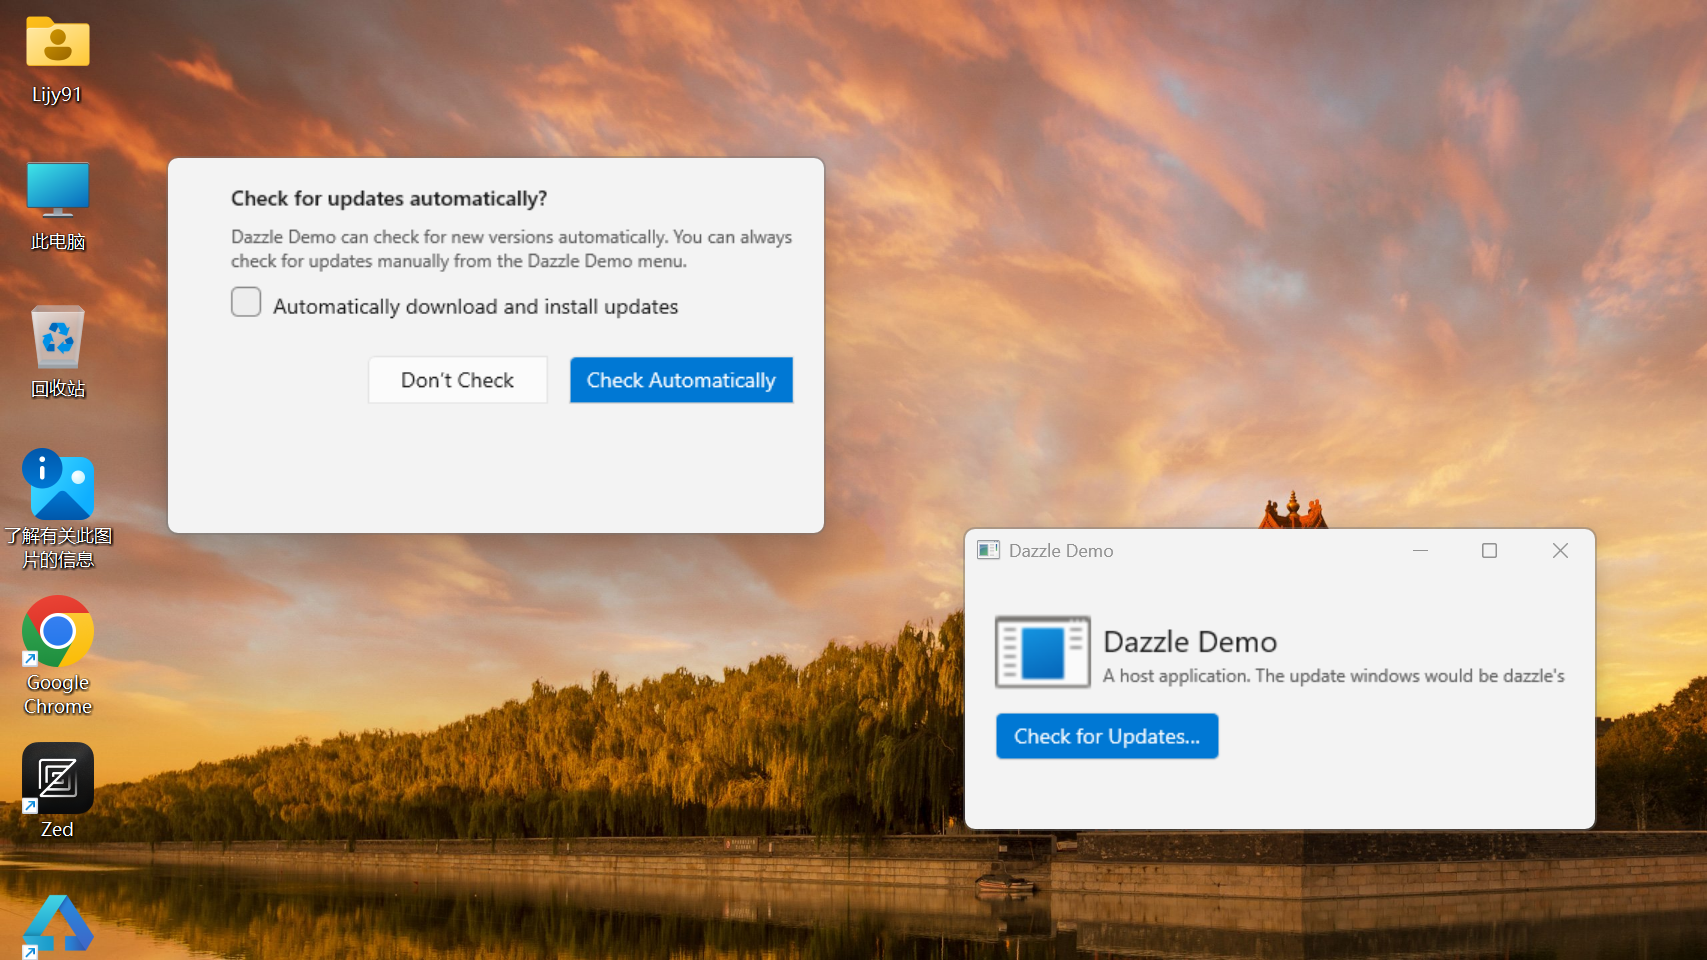 Lijy91
此电脑
回收站
了解有关此图
片的信息
Google
Chrome
Zed
Check for updates automatically?
Dazzle Demo can check for new versions automatically. You can always
check for updates manually from the Dazzle Demo menu.
Automatically download and install updates
Don't Check
Check Automatically
Dazzle Demo
Dazzle Demo
A host application. The update windows would be dazzle's
Check for Updates...